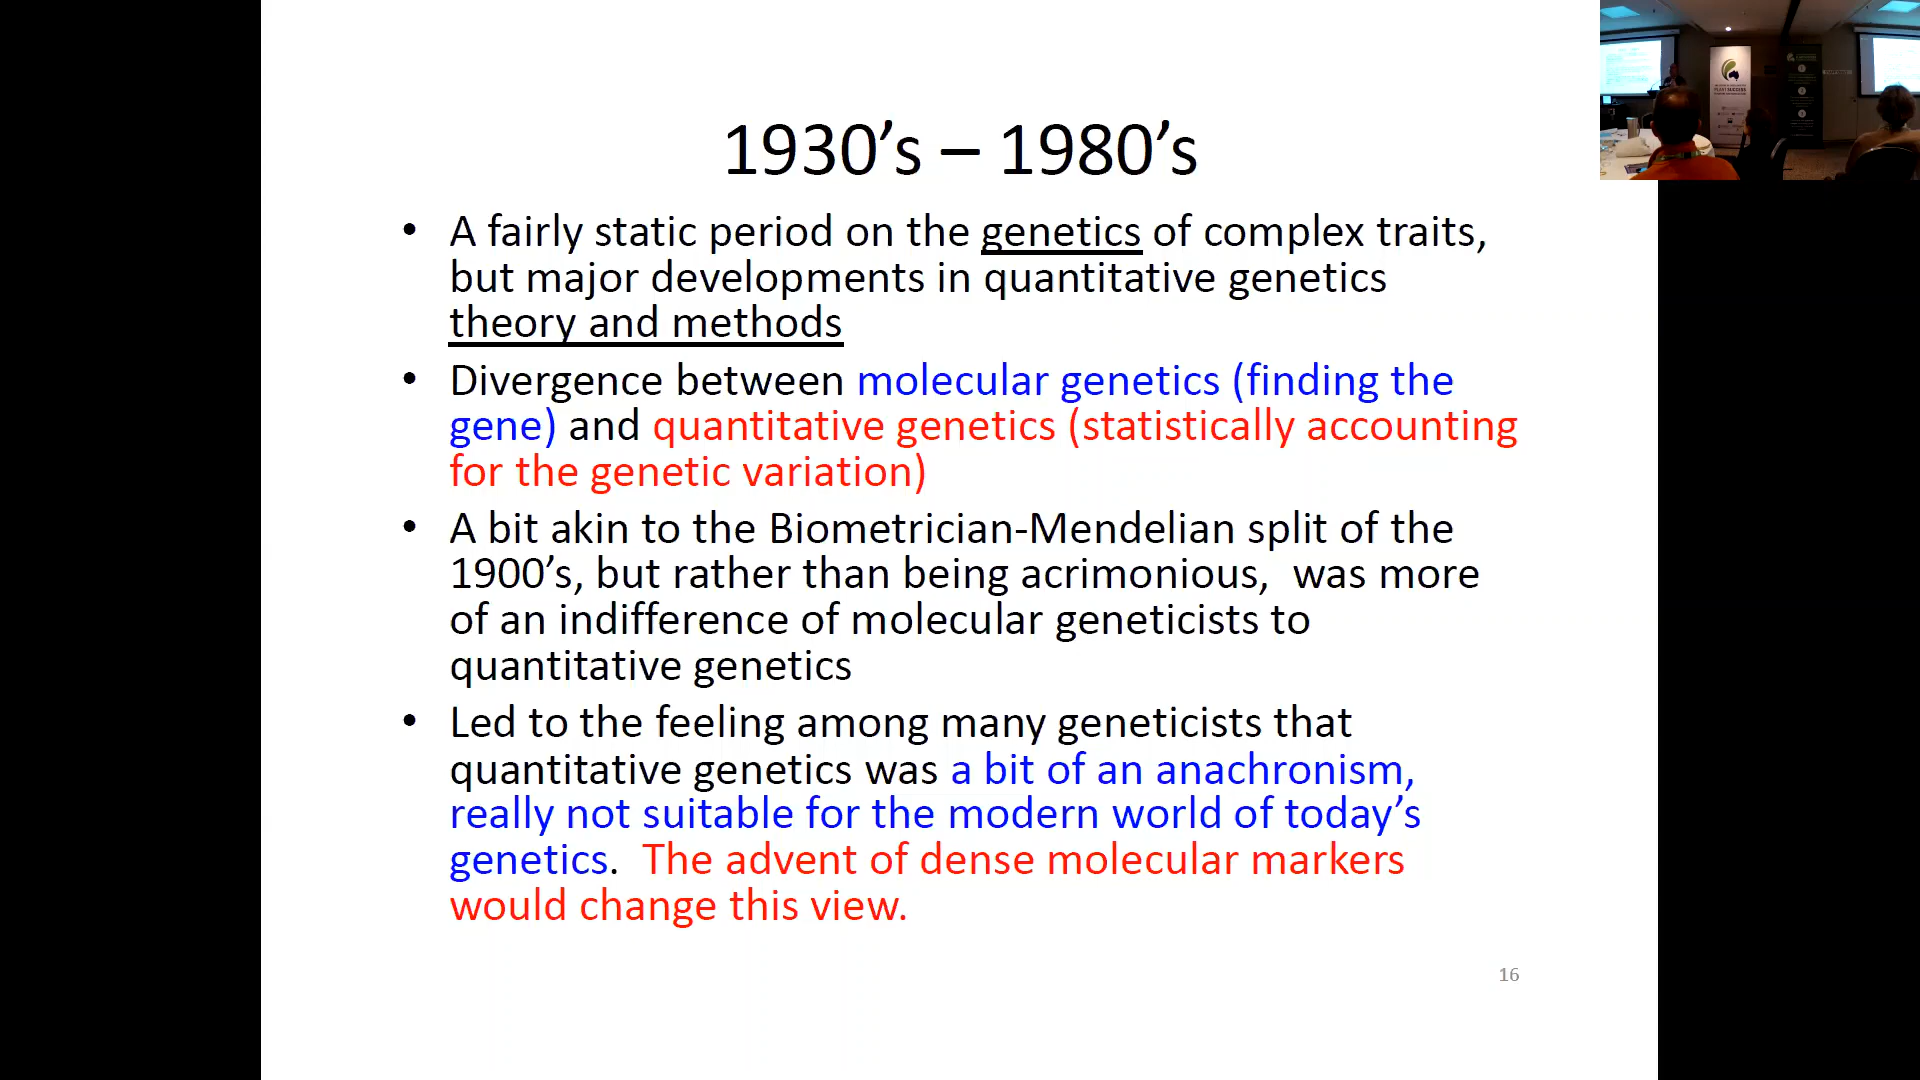 1930’s – 1980’s
• A fairly static period on the genetics of complex traits,
but major developments in quantitative genetics
theory and methods
• Divergence between molecular genetics (finding the
gene) and quantitative genetics (statistically accounting
for the genetic variation)
• A bit akin to the Biometrician-Mendelian split of the
1900’s, but rather than being acrimonious,  was more
of an indifference of molecular geneticists to
quantitative genetics
• Led to the feeling among many geneticists that
quantitative genetics was a bit of an anachronism,
really not suitable for the modern world of today’s
genetics.  The advent of dense molecular markers
would change this view.
16